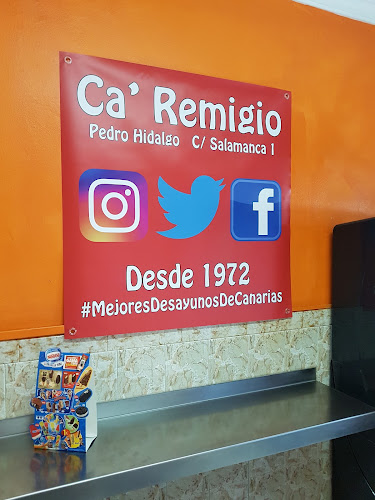 Ca' Remigio
Pedro Hidalgo C/ Salamanca 1
Desde 1972
#MejoresDesayunosDeCanarias